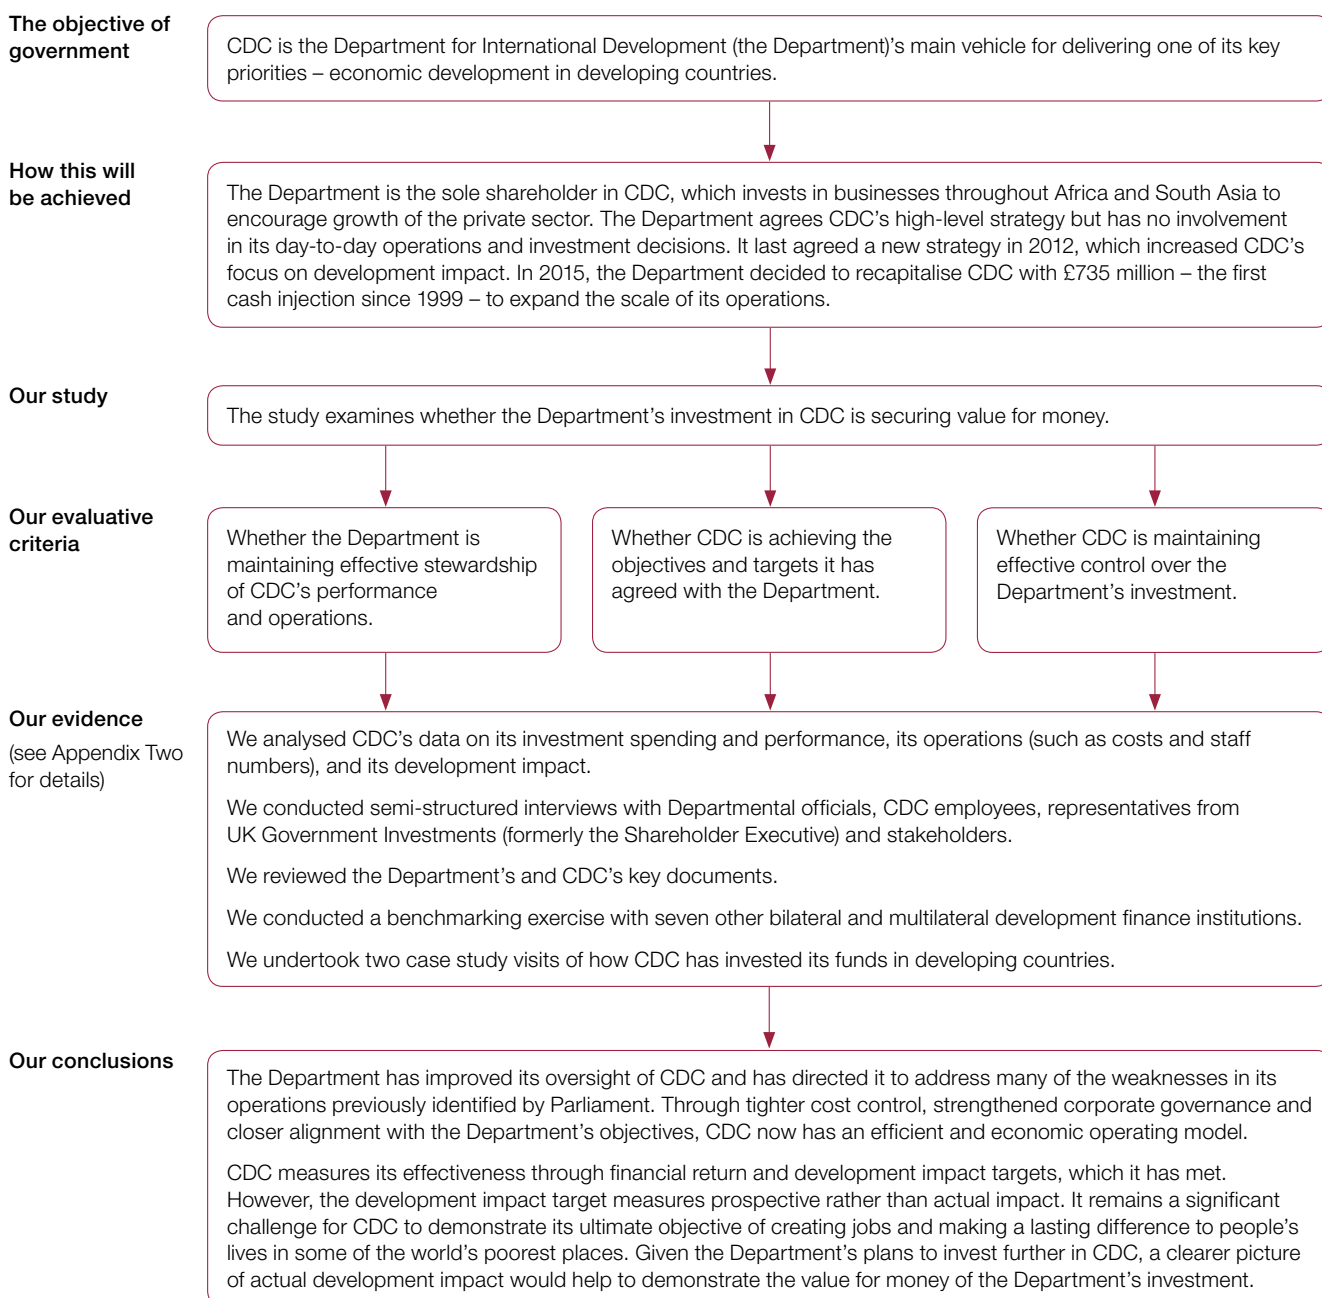 The objective of
government
CDC is the Department for International Development (the Department)'s main vehicle for delivering one of its key
priorities – economic development in developing countries.
How this will
be achieved
The Department is the sole shareholder in CDC, which invests in businesses throughout Africa and South Asia to
encourage growth of the private sector. The Department agrees CDC's high-level strategy but has no involvement
in its day-to-day operations and investment decisions. It last agreed a new strategy in 2012, which increased CDC's
focus on development impact. In 2015, the Department decided to recapitalise CDC with £735 million – the first
cash injection since 1999 – to expand the scale of its operations.
Our study
The study examines whether the Department's investment in CDC is securing value for money.
Our evaluative
criteria
Whether the Department is
maintaining effective stewardship
of CDC's performance
and operations.
Whether CDC is achieving the
objectives and targets it has
agreed with the Department.
Whether CDC is maintaining
effective control over the
Department's investment.
Our evidence
(see Appendix Two
for details)
We analysed CDC's data on its investment spending and performance, its operations (such as costs and staff
numbers), and its development impact.
We conducted semi-structured interviews with Departmental officials, CDC employees, representatives from
UK Government Investments (formerly the Shareholder Executive) and stakeholders.
We reviewed the Department's and CDC's key documents.
We conducted a benchmarking exercise with seven other bilateral and multilateral development finance institutions.
We undertook two case study visits of how CDC has invested its funds in developing countries.
Our conclusions
The Department has improved its oversight of CDC and has directed it to address many of the weaknesses in its
operations previously identified by Parliament. Through tighter cost control, strengthened corporate governance and
closer alignment with the Department's objectives, CDC now has an efficient and economic operating model.
CDC measures its effectiveness through financial return and development impact targets, which it has met.
However, the development impact target measures prospective rather than actual impact. It remains a significant
challenge for CDC to demonstrate its ultimate objective of creating jobs and making a lasting difference to people's
lives in some of the world's poorest places. Given the Department's plans to invest further in CDC, a clearer picture
of actual development impact would help to demonstrate the value for money of the Department's investment.